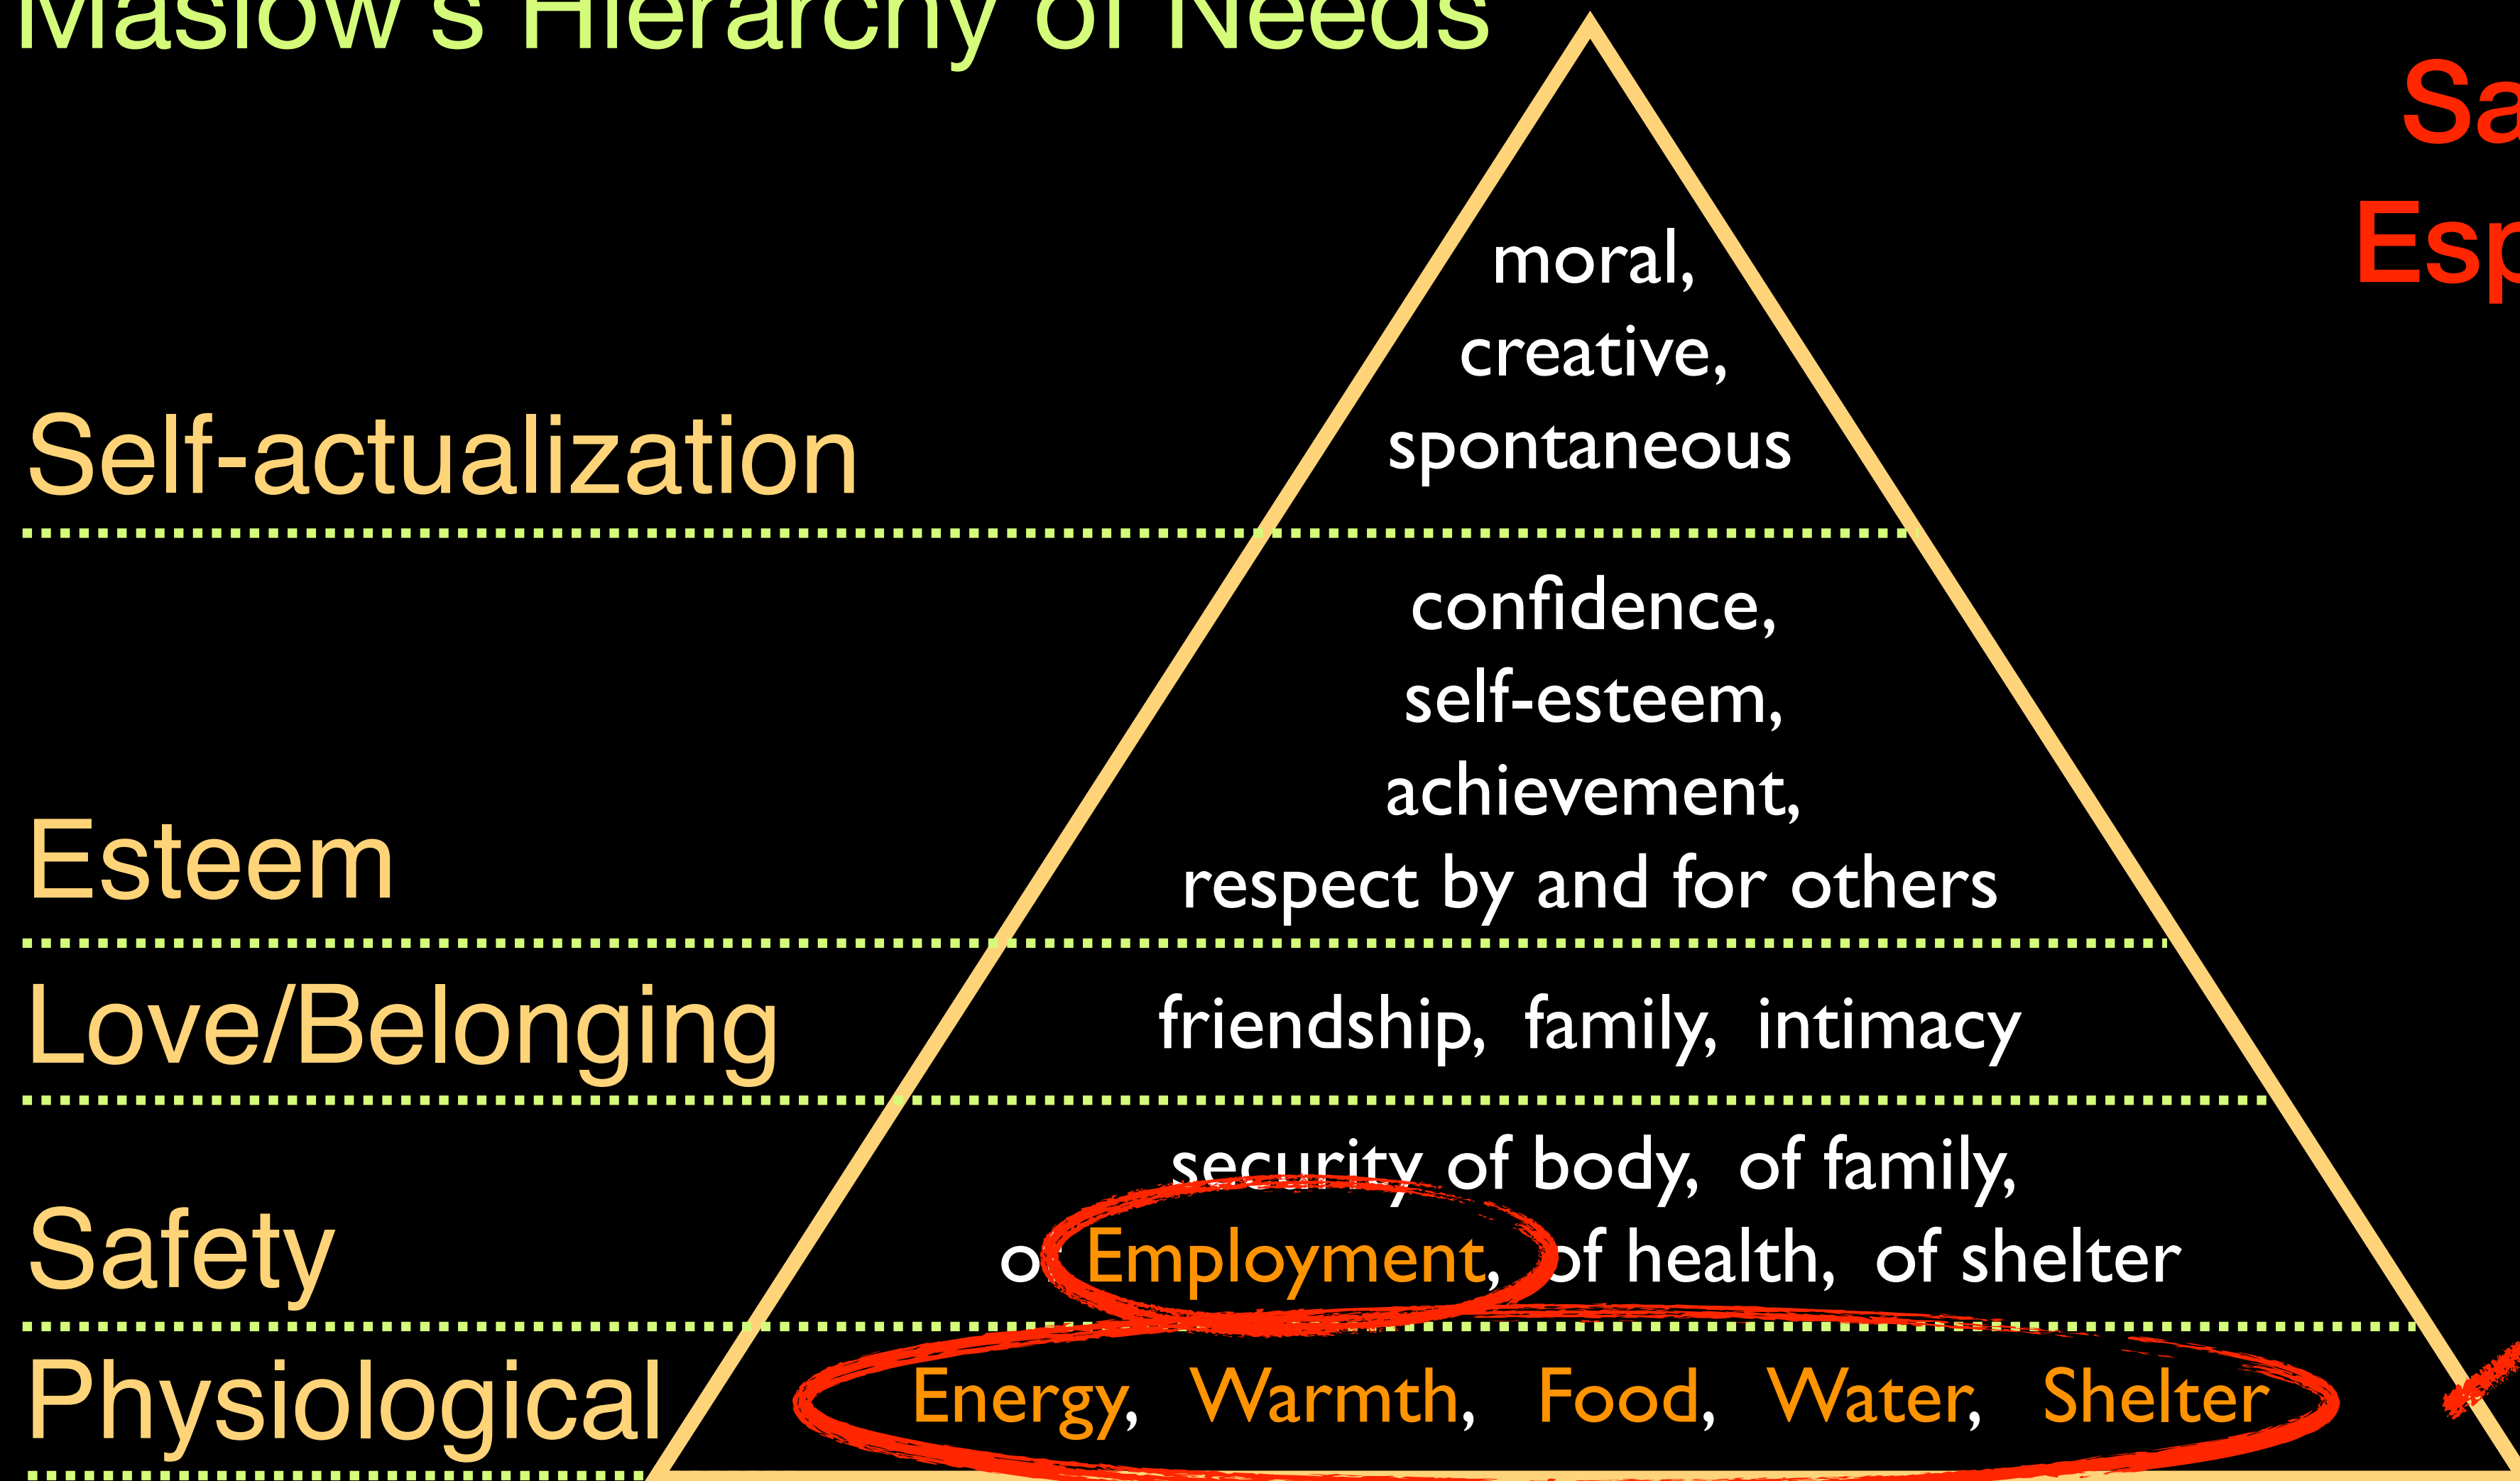 Maslow's Hierarchy of Needs
moral,
creative,
spontaneous
Self-actualization
confidence,
self-esteem,
achievement,
respect by and for others
Esteem
Love/Belonging
friendship, family, intimacy
security of body, of family,
Safety
of Employment, of health, of shelter
Physiological
Energy, Warmth, Food, Water, Shelter